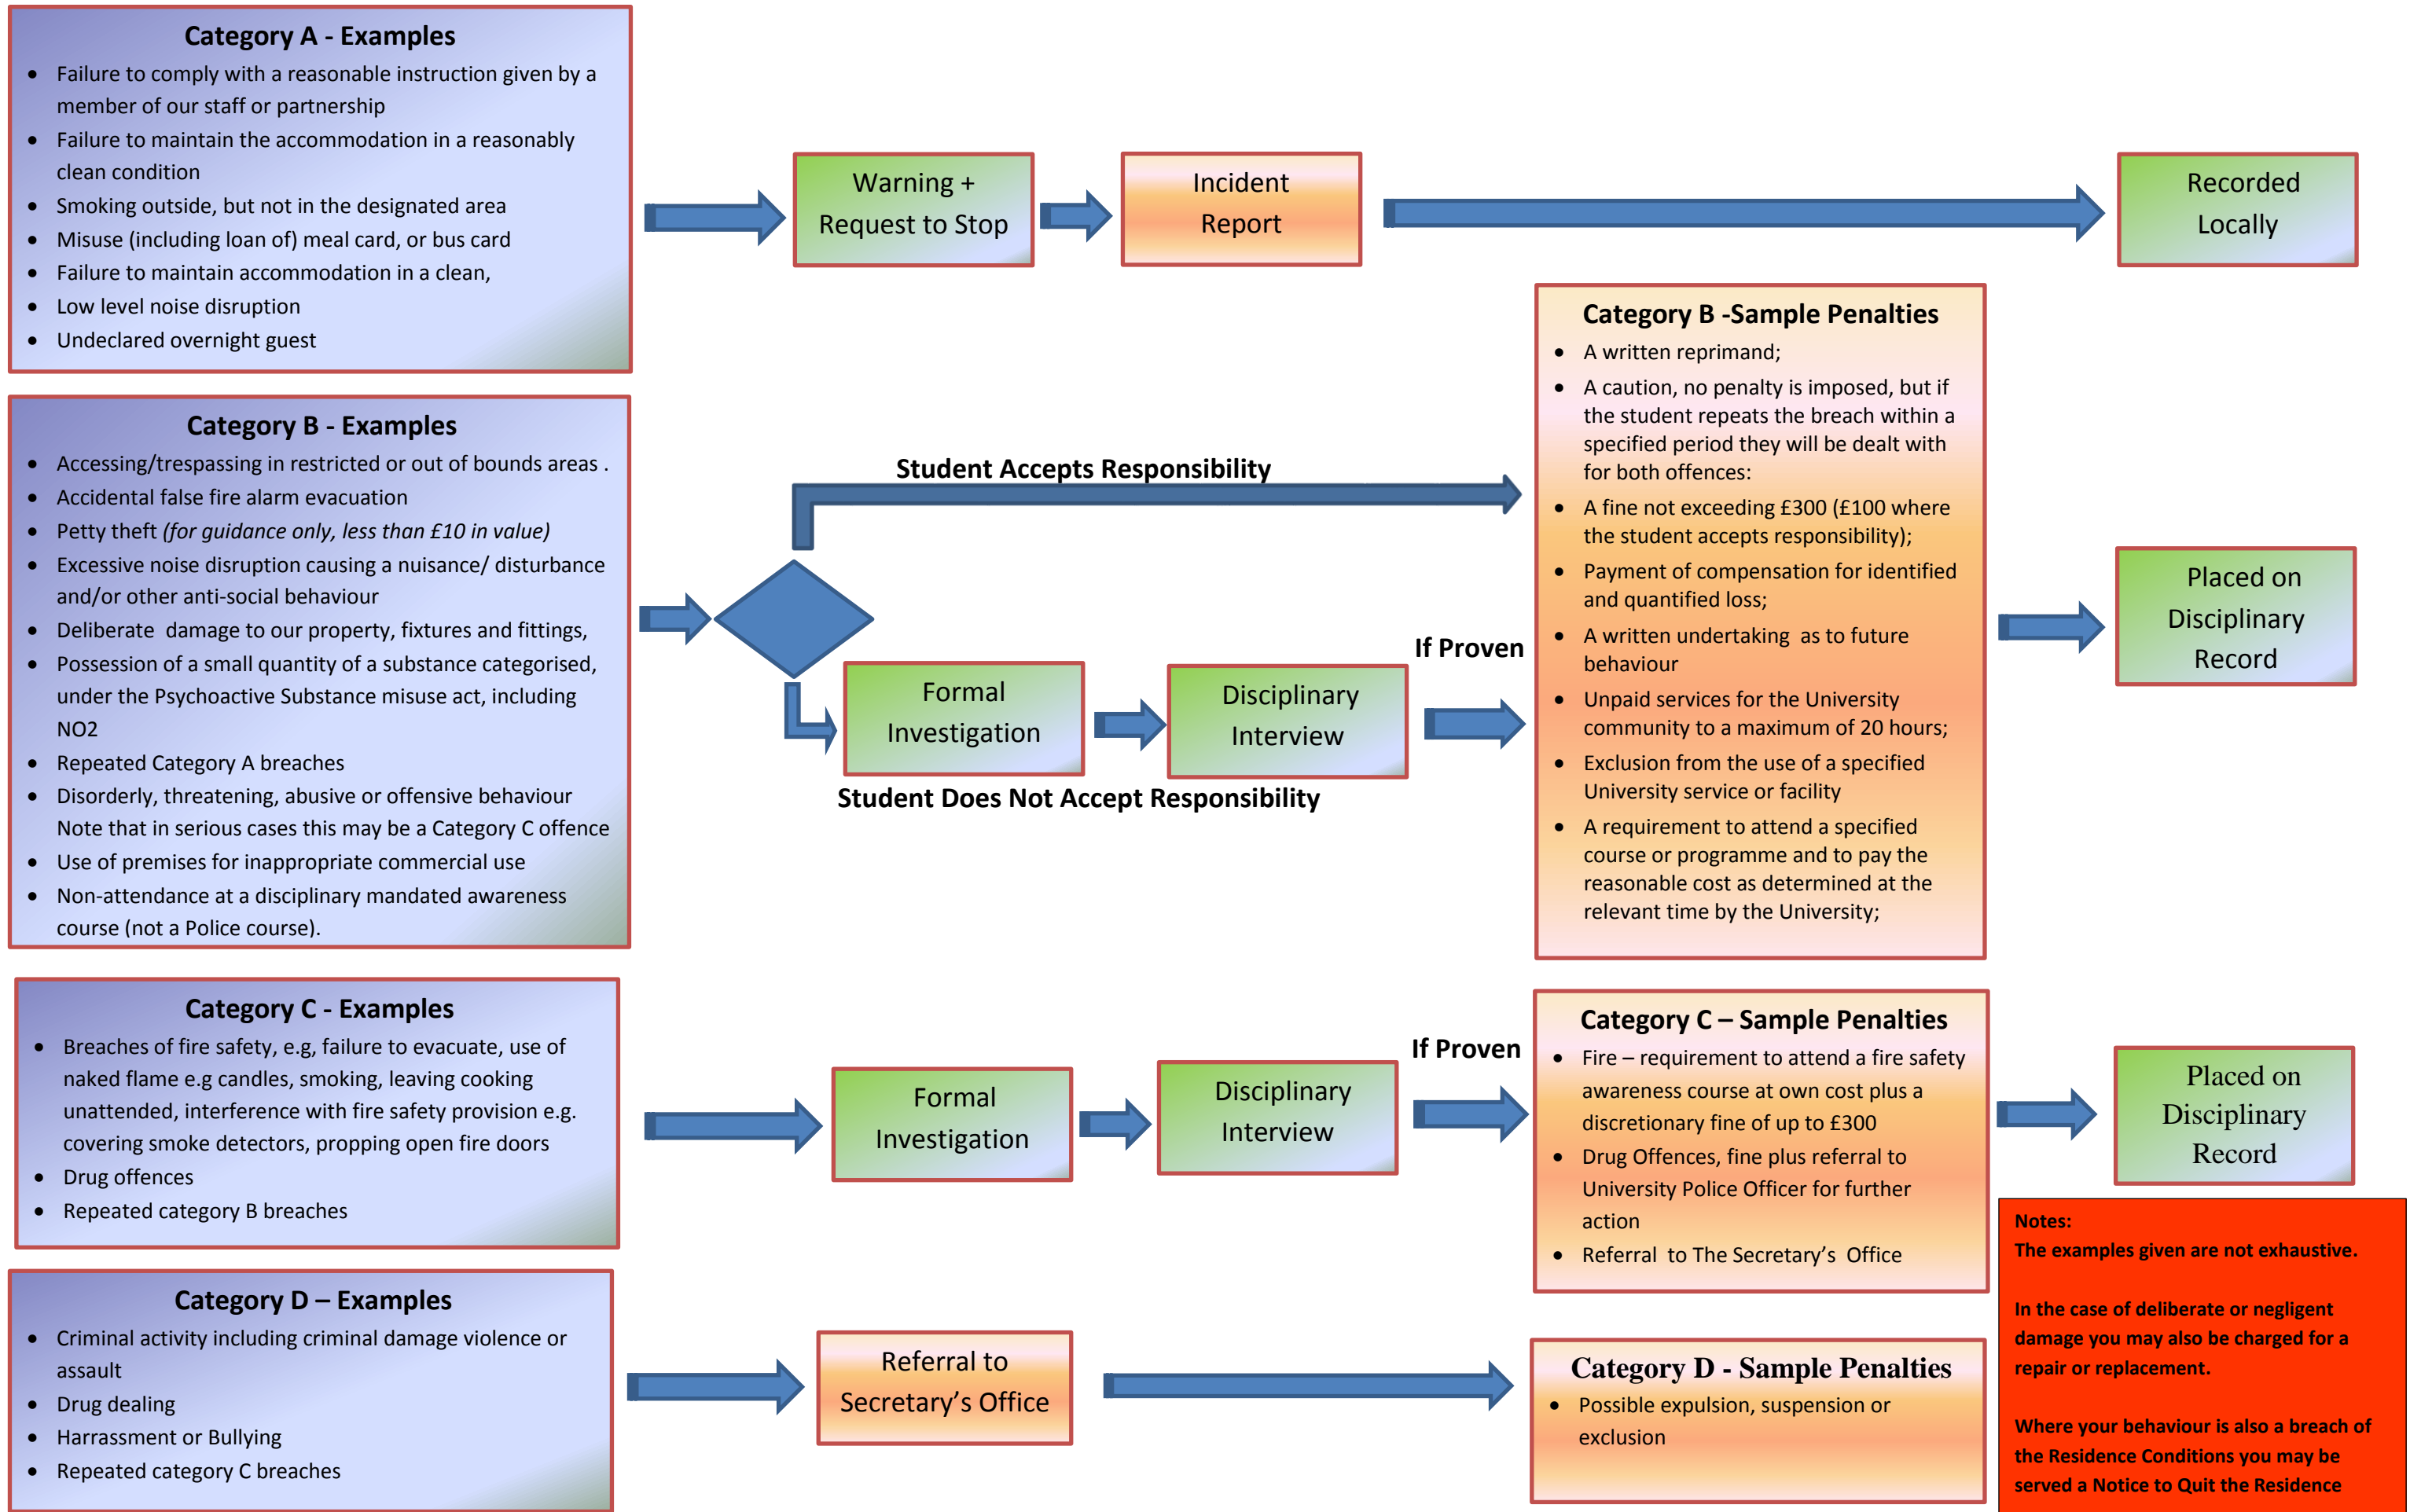 Category A - Examples
• Failure to comply with a reasonable instruction given by a
member of our staff or partnership
• Failure to maintain the accommodation in a reasonably
clean condition
• Smoking outside, but not in the designated area
• Misuse (including loan of) meal card, or bus card
• Failure to maintain accommodation in a clean,
• Low level noise disruption
• Undeclared overnight guest
Warning +
Request to Stop
Incident
Report
Recorded
Locally
Category B - Examples
• Accessing/trespassing in restricted or out of bounds areas .
• Accidental false fire alarm evacuation
• Petty theft (for guidance only, less than £10 in value)
• Excessive noise disruption causing a nuisance/ disturbance
and/or other anti-social behaviour
• Deliberate damage to our property, fixtures and fittings,
• Possession of a small quantity of a substance categorised,
under the Psychoactive Substance misuse act, including
NO2
• Repeated Category A breaches
• Disorderly, threatening, abusive or offensive behaviour
Note that in serious cases this may be a Category C offence
• Use of premises for inappropriate commercial use
• Non-attendance at a disciplinary mandated awareness
course (not a Police course).
Student Accepts Responsibility
Formal
Investigation
Disciplinary
Interview
Student Does Not Accept Responsibility
If Proven
Category B -Sample Penalties
• A written reprimand;
• A caution, no penalty is imposed, but if
the student repeats the breach within a
specified period they will be dealt with
for both offences:
• A fine not exceeding £300 (£100 where
the student accepts responsibility);
• Payment of compensation for identified
and quantified loss;
• A written undertaking as to future
behaviour
• Unpaid services for the University
community to a maximum of 20 hours;
• Exclusion from the use of a specified
University service or facility
• A requirement to attend a specified
course or programme and to pay the
reasonable cost as determined at the
relevant time by the University;
Placed on
Disciplinary
Record
Category C - Examples
• Breaches of fire safety, e.g, failure to evacuate, use of
naked flame e.g candles, smoking, leaving cooking
unattended, interference with fire safety provision e.g.
covering smoke detectors, propping open fire doors
• Drug offences
• Repeated category B breaches
Formal
Investigation
Disciplinary
Interview
If Proven
Category C – Sample Penalties
• Fire – requirement to attend a fire safety
awareness course at own cost plus a
discretionary fine of up to £300
• Drug Offences, fine plus referral to
University Police Officer for further
action
• Referral to The Secretary’s Office
Placed on
Disciplinary
Record
Category D – Examples
• Criminal activity including criminal damage violence or
assault
• Drug dealing
• Harrassment or Bullying
• Repeated category C breaches
Referral to
Secretary’s Office
Category D - Sample Penalties
• Possible expulsion, suspension or
exclusion
Notes:
The examples given are not exhaustive.
In the case of deliberate or negligent
damage you may also be charged for a
repair or replacement.
Where your behaviour is also a breach of
the Residence Conditions you may be
served a Notice to Quit the Residence